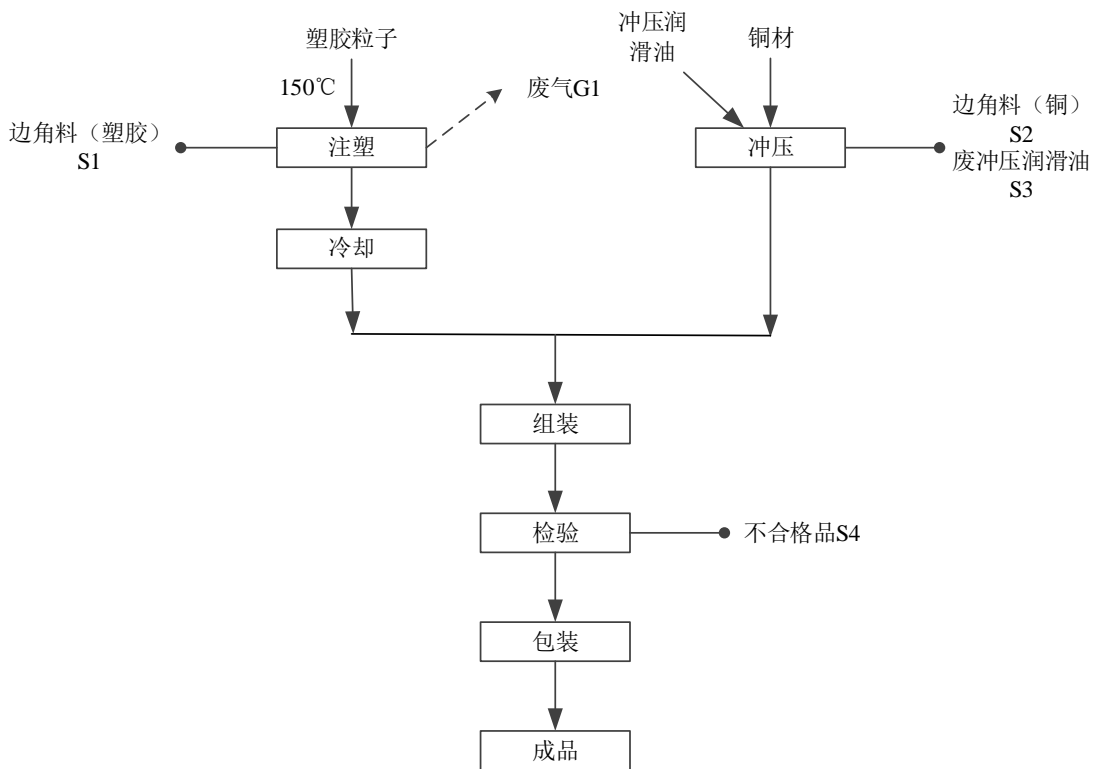 塑胶粒子
冲压润
滑油
铜材
150℃
废气G1
边角料（塑胶）
S1
注塑
冲压
边角料（铜）
S2
废冲压润滑油
S3
冷却
组装
检验
不合格品S4
包装
成品